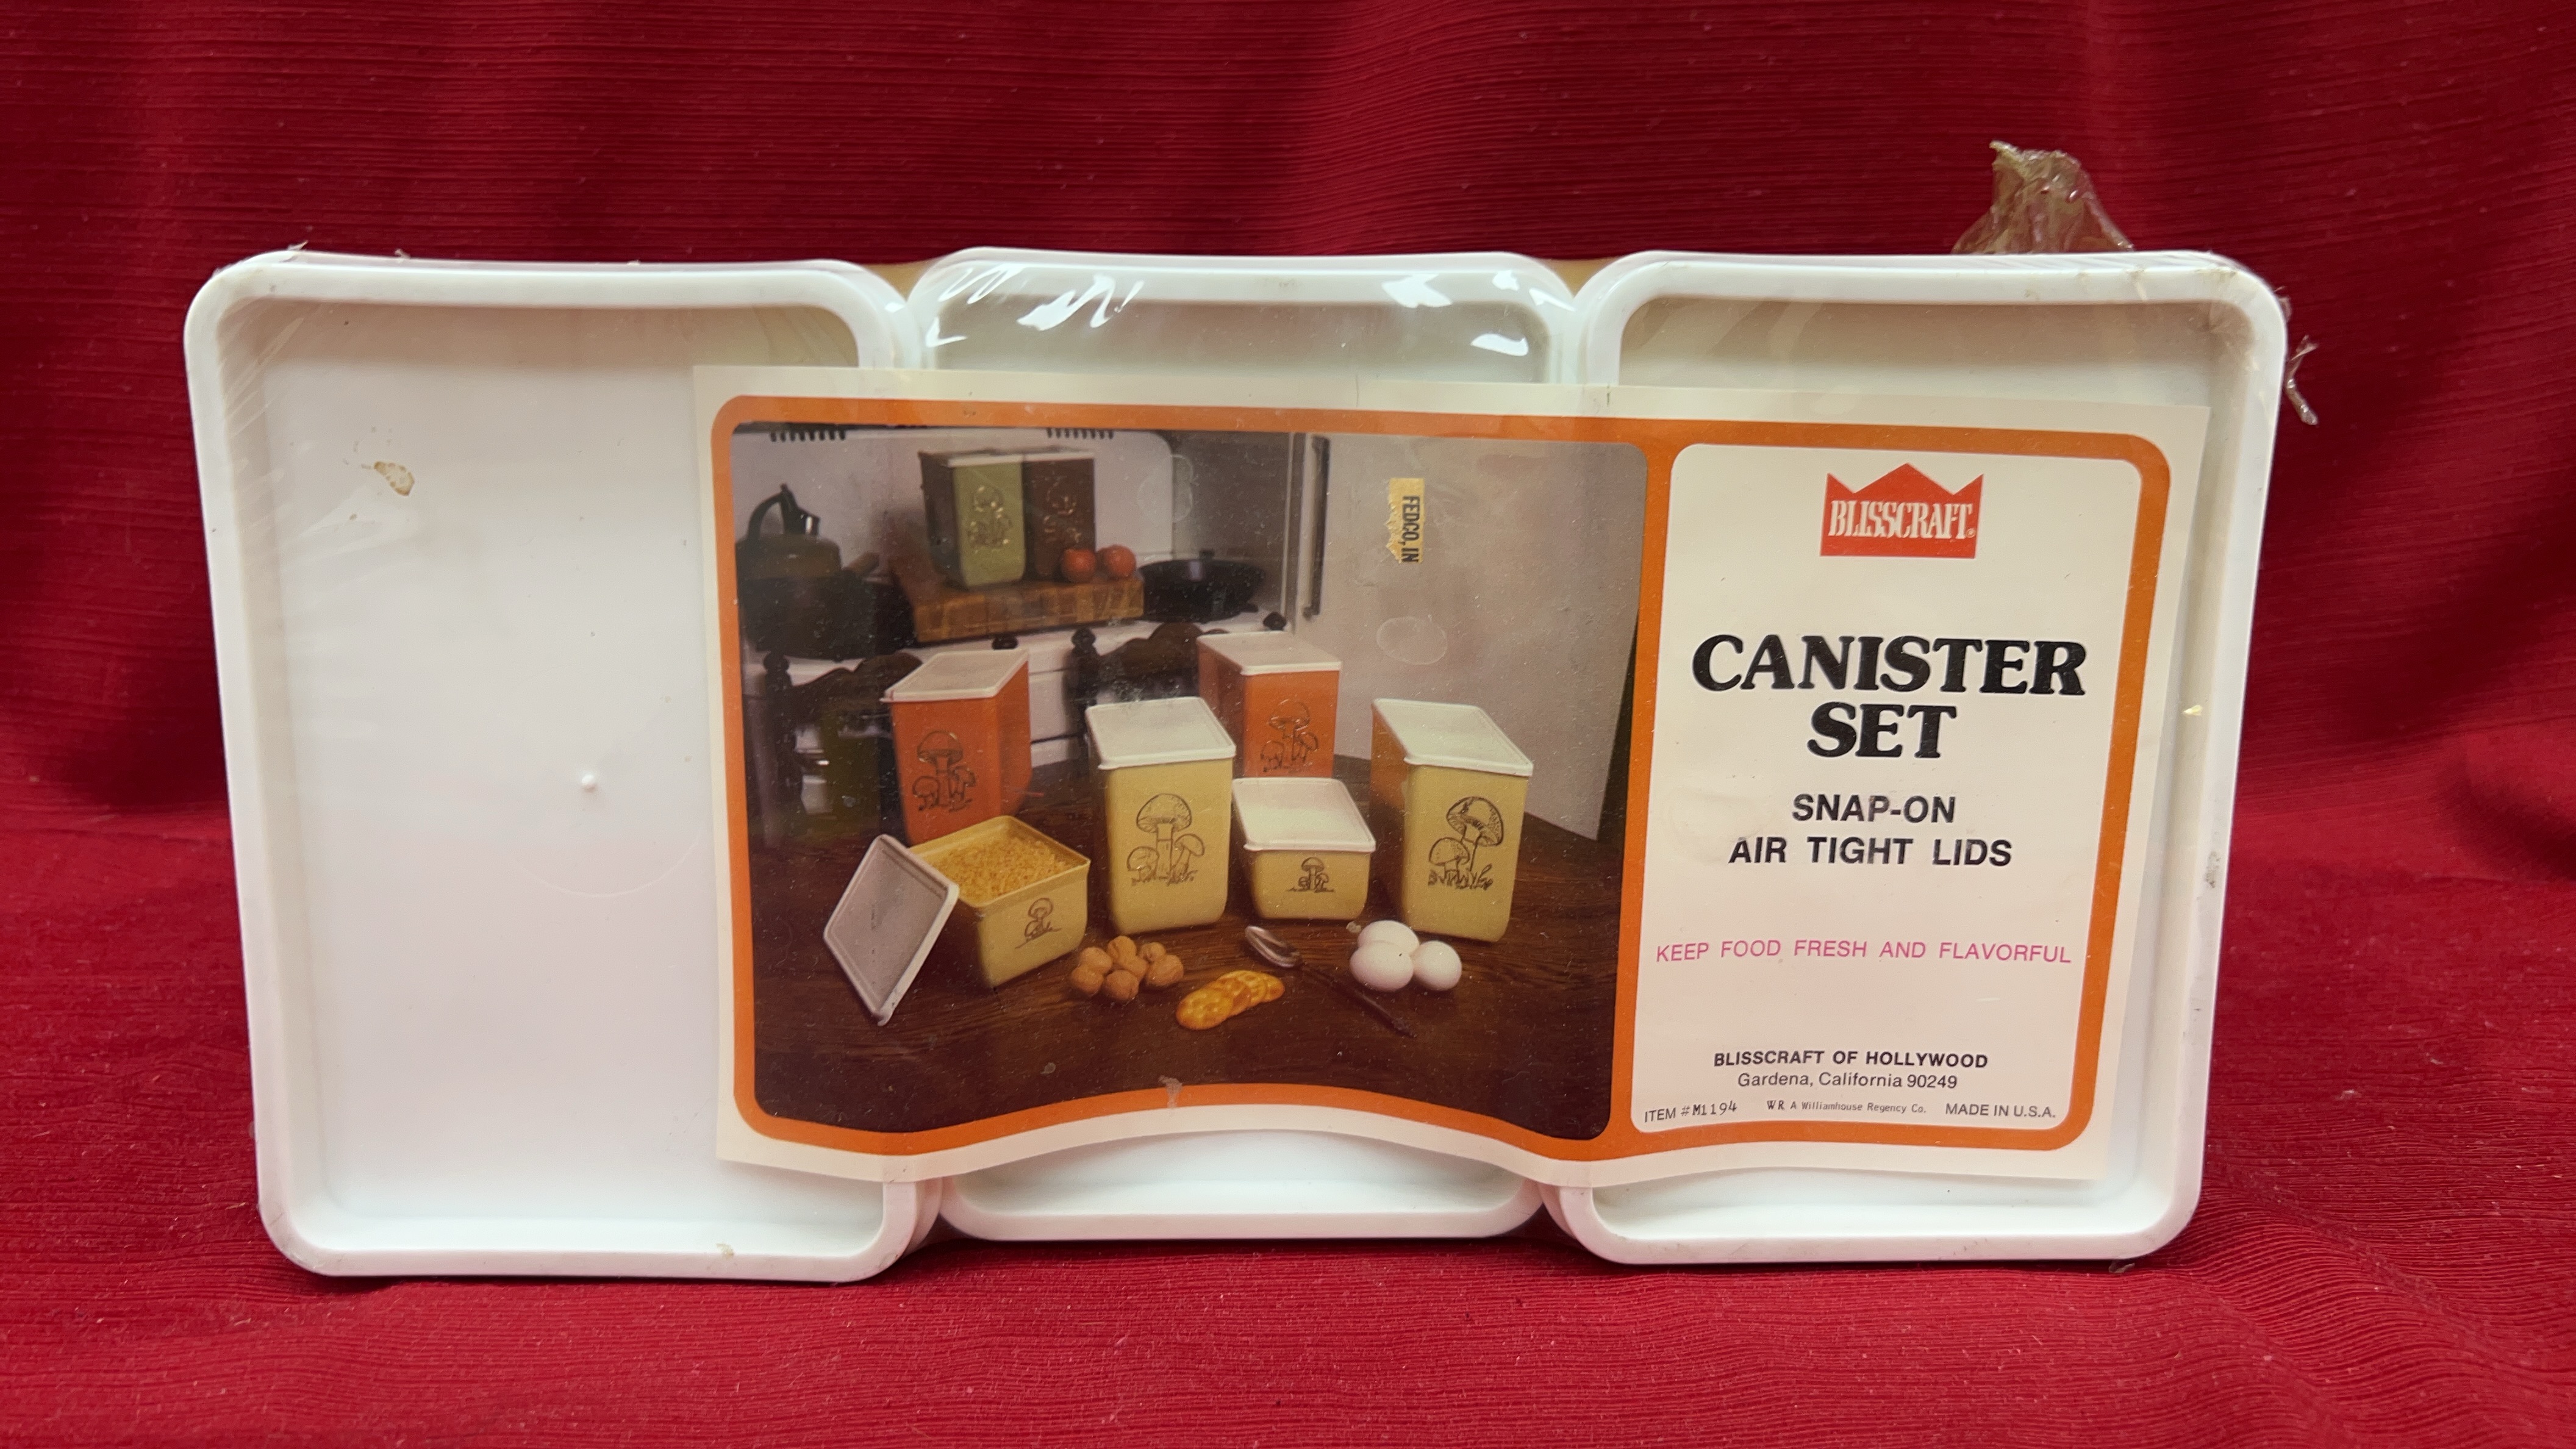 FEDCO, IN
BLISSCRAFT®
CANISTER
SET
SNAP-ON
AIR TIGHT LIDS
KEEP FOOD FRESH AND FLAVORFUL
BLISSCRAFT OF HOLLYWOOD
Gardena, California 90249
ITEM # M1194 WR A Williamhouse Regency Co. MADE IN U.S.A.